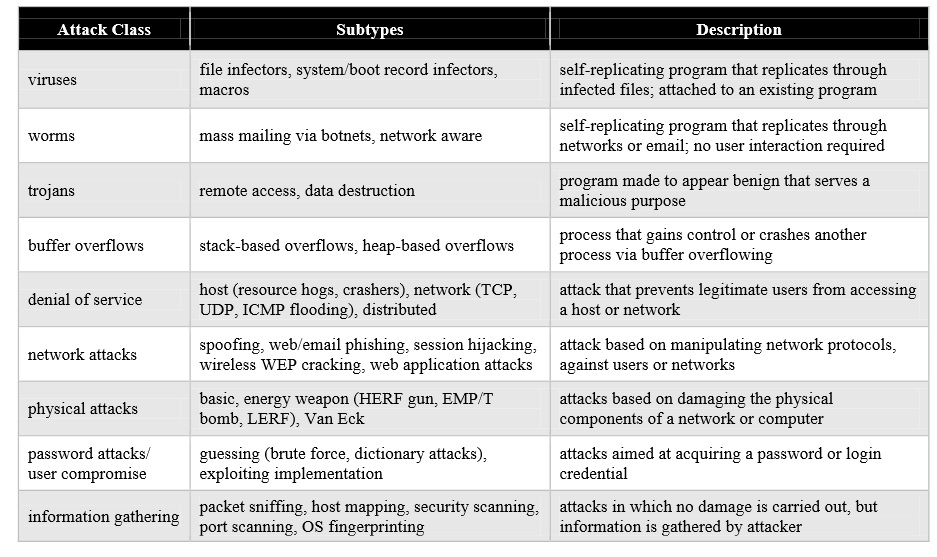 Attack Class Subtypes Description
viruses
file infectors, system/boot record infectors,
macros
self-replicating program that replicates through
infected files; attached to an existing program
worms
mass mailing via botnets, network aware
self-replicating program that replicates through
networks or email; no user interaction required
trojans
remote access, data destruction
program made to appear benign that serves a
malicious purpose
buffer overflows
stack-based overflows, heap-based overflows
process that gains control or crashes another
process via buffer overflowing
denial of service
host (resource hogs, crashers), network (TCP,
UDP, ICMP flooding), distributed
attack that prevents legitimate users from accessing
a host or network
network attacks
spoofing, web/email phishing, session hijacking,
wireless WEP cracking, web application attacks
attack based on manipulating network protocols,
against users or networks
physical attacks
basic, energy weapon (HERF gun, EMP/T
bomb, LERF), Van Eck
attacks based on damaging the physical
components of a network or computer
password attacks/
user compromise
guessing (brute force, dictionary attacks),
exploiting implementation
attacks aimed at acquiring a password or login
credential
information gathering
packet sniffing, host mapping, security scanning,
port scanning, OS fingerprinting
attacks in which no damage is carried out, but
information is gathered by attacker